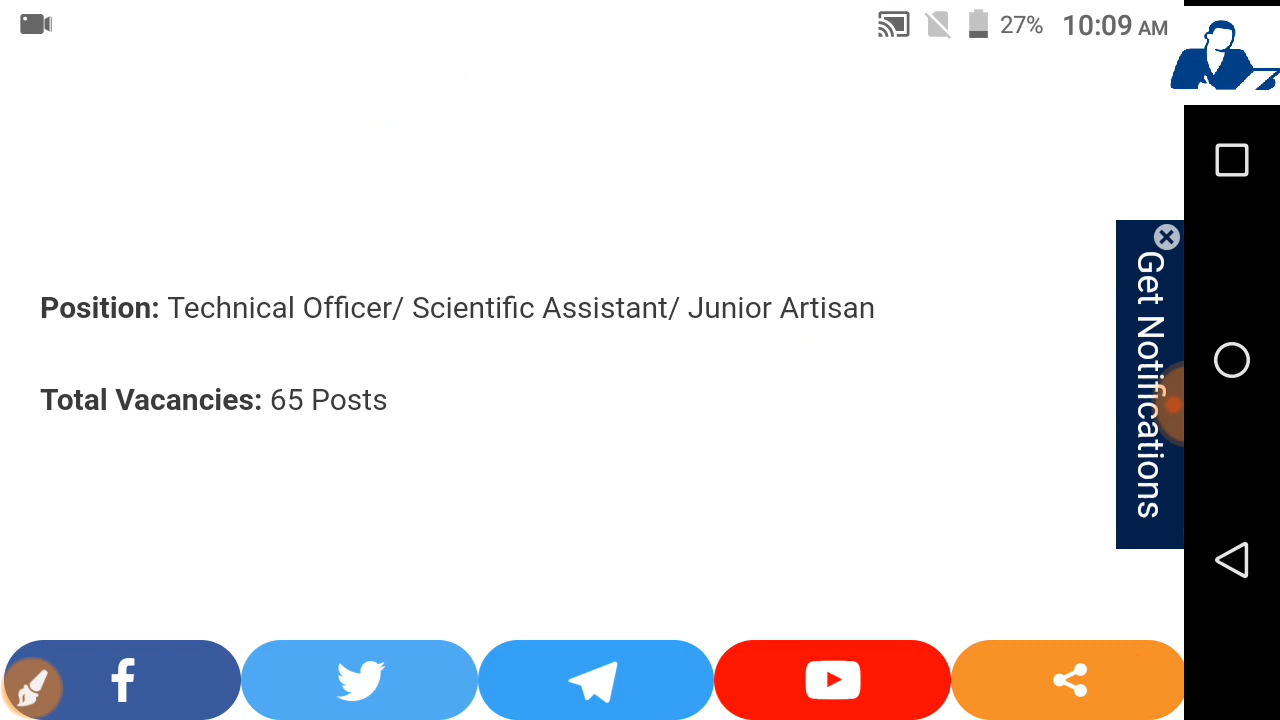 27% 10:09 AM
Position: Technical Officer/ Scientific Assistant/ Junior Artisan
Total Vacancies: 65 Posts
Get Notifications